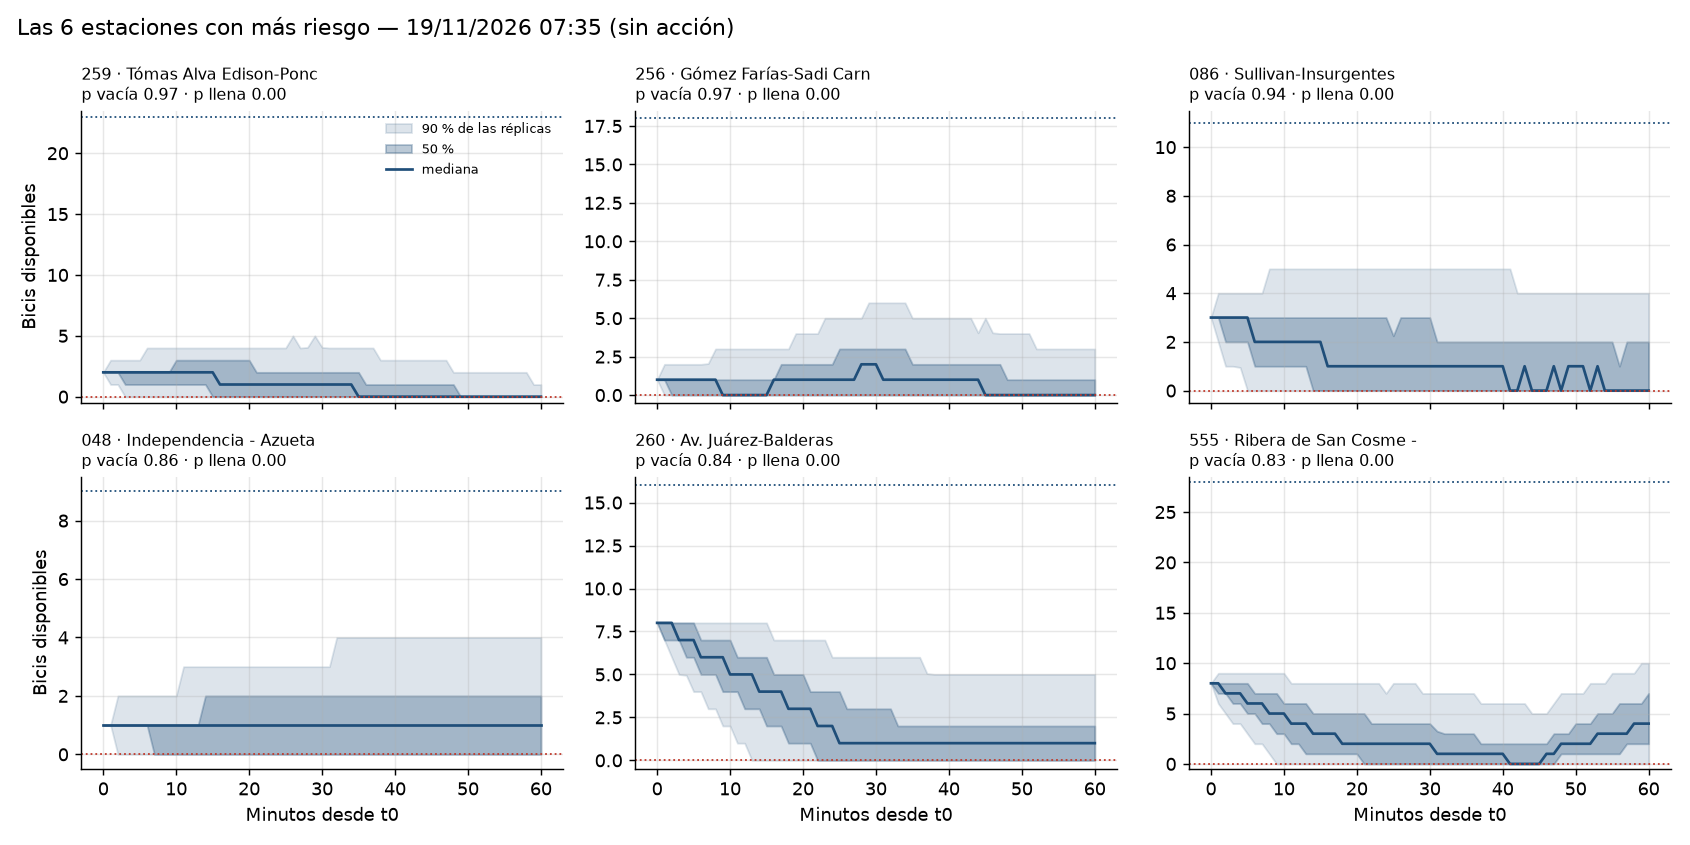 Las 6 estaciones con más riesgo — 19/11/2026 07:35 (sin acción)
259 · Tómas Alva Edison-Ponc
p vacía 0.97 · p llena 0.00
90 % de las réplicas
50 %
mediana
Bicis disponibles
20
15
10
5
0
256 · Gómez Farías-Sadi Carn
p vacía 0.97 · p llena 0.00
17.5
15.0
12.5
10.0
7.5
5.0
2.5
0.0
086 · Sullivan-Insurgentes
p vacía 0.94 · p llena 0.00
10
8
6
4
2
0
048 · Independencia - Azueta
p vacía 0.86 · p llena 0.00
Bicis disponibles
8
6
4
2
0
0 10 20 30 40 50 60
Minutos desde t0
260 · Av. Juárez-Balderas
p vacía 0.84 · p llena 0.00
15.0
12.5
10.0
7.5
5.0
2.5
0.0
0 10 20 30 40 50 60
Minutos desde t0
555 · Ribera de San Cosme -
p vacía 0.83 · p llena 0.00
25
20
15
10
5
0
0 10 20 30 40 50 60
Minutos desde t0